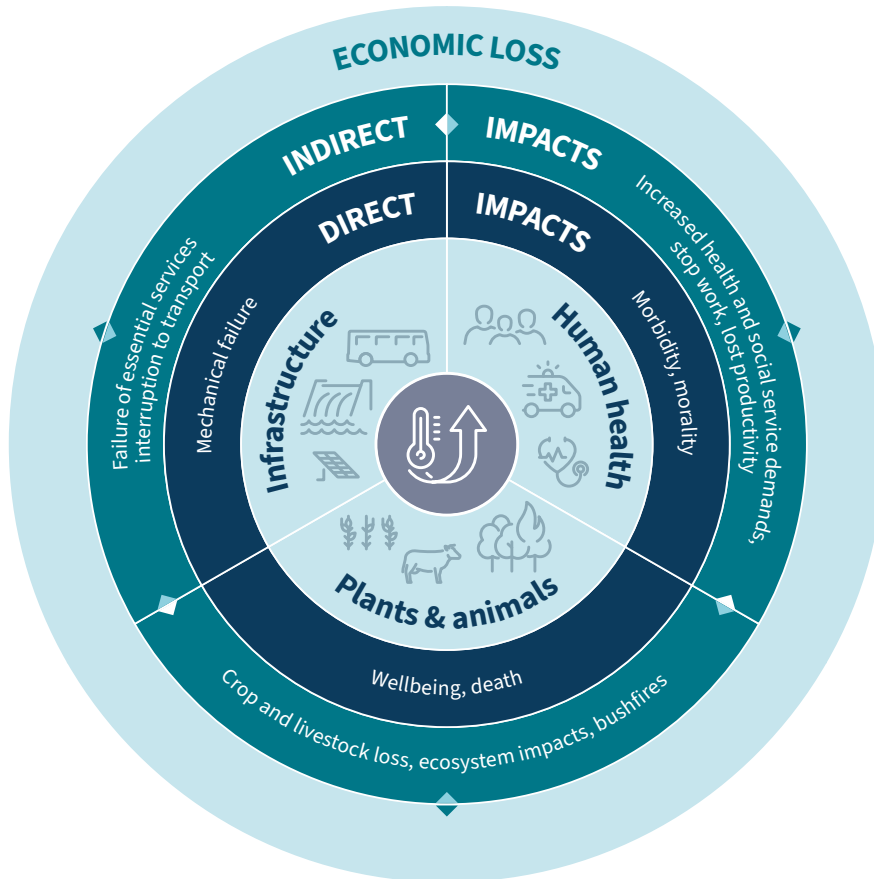 ECONOMIC LOSS
INDIRECT IMPACTS
DIRECT IMPACTS
Failure of essential services
interruption to transport
Mechanical failure
Infrastructure
Human health
Morbidity, morality
Increased health and social service demands,
stop work, lost productivity
Plants & animals
Wellbeing, death
Crop and livestock loss, ecosystem impacts, bushfires